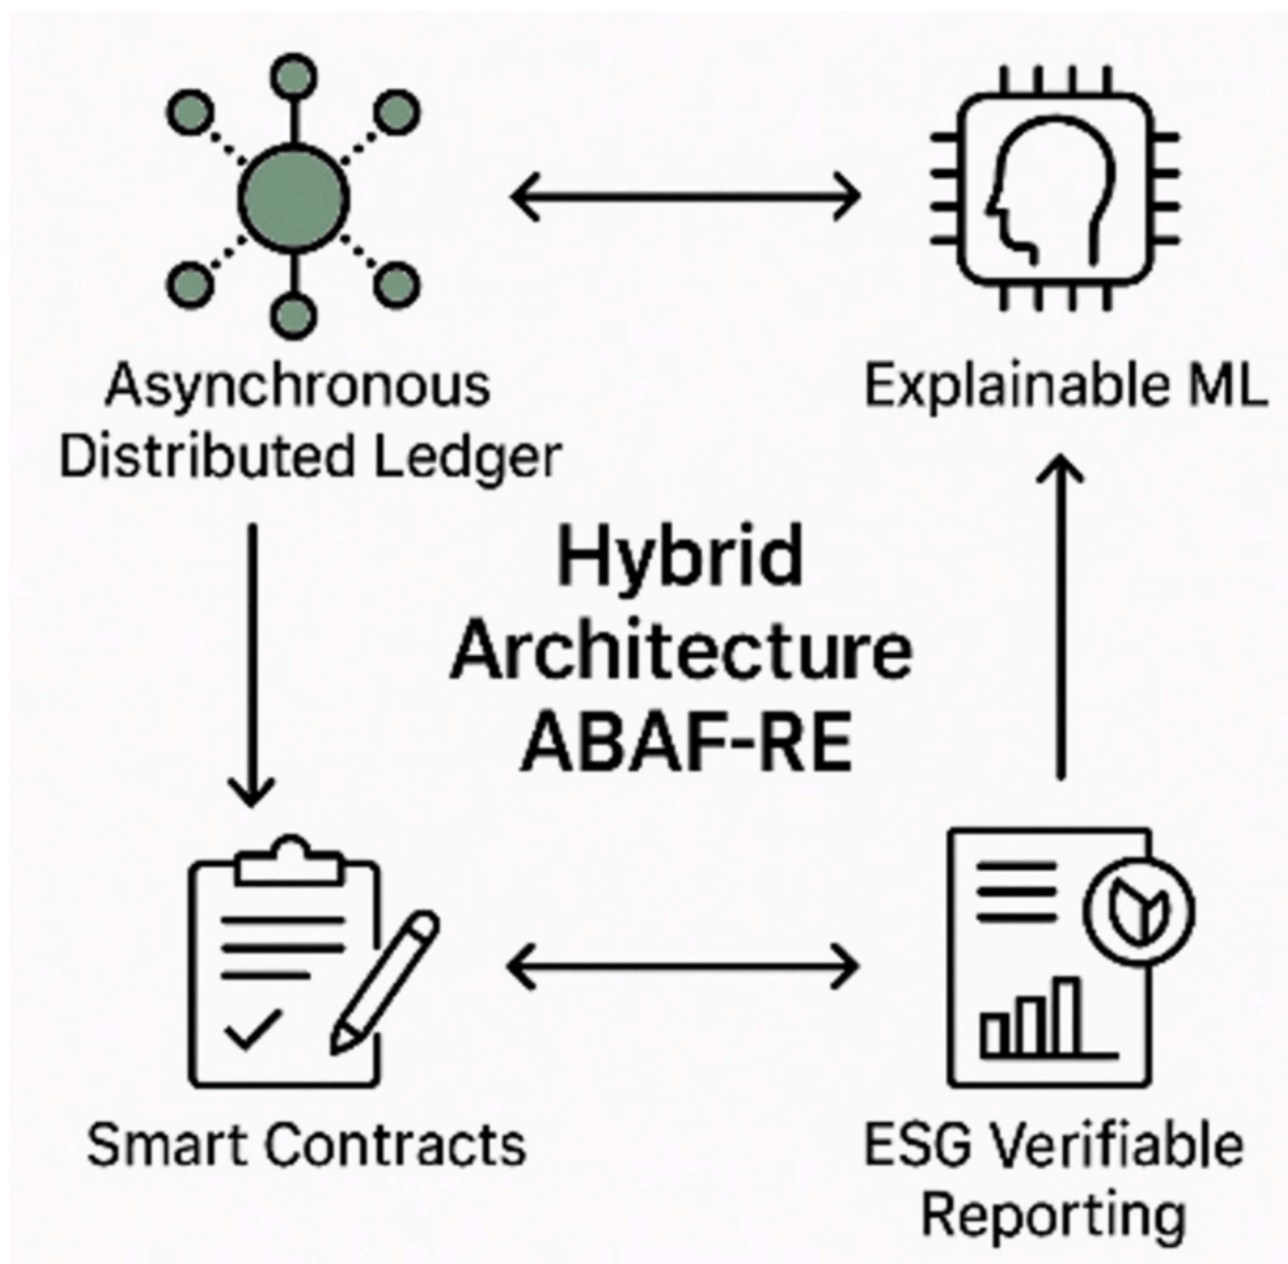 Asynchronous
Distributed Ledger
Explainable ML
Hybrid
Architecture
ABAF-RE
Smart Contracts
ESG Verifiable
Reporting